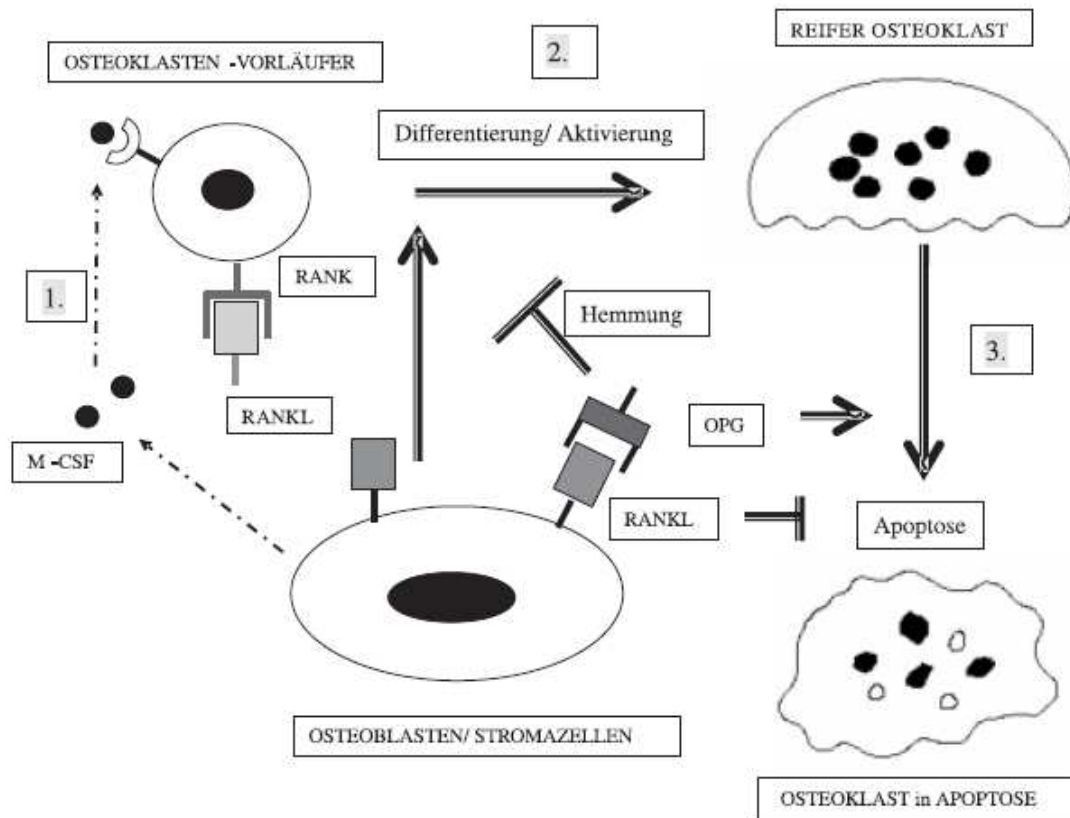 2.
REIFER OSTEOKLAST
OSTEOKLASTEN -VORLÄUFER
Differentierung/ Aktivierung
RANK
1.
Hemmung
3.
RANKL
OPG
M -CSF
RANKL
Apoptose
OSTEOBLASTEN/ STROMAZELLEN
OSTEOKLAST in APOPTOSE